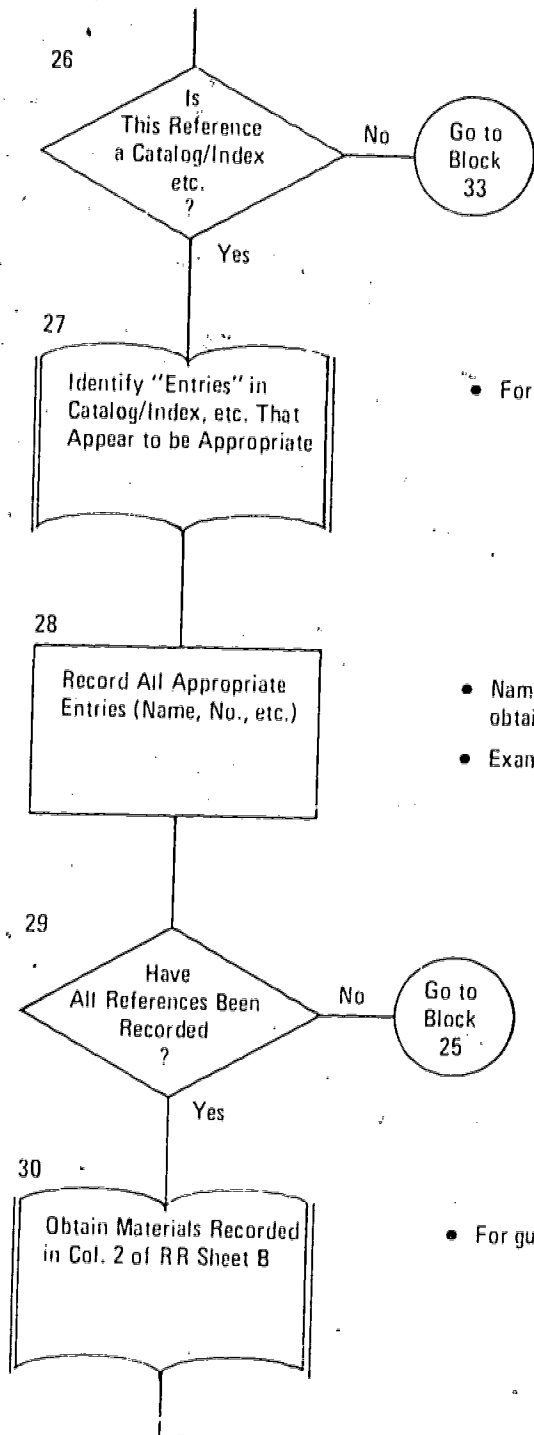 26
Is
This Reference
a Catalog/Index
etc.
?
No
Go to
Block
33
Yes
27
Identify "Entries" in
Catalog/Index, etc. That
Appear to be Appropriate
• For
28
Record All Appropriate
Entries (Name, No., etc.)
• Nam
obtai
• Exan
29
Have
All References Been
Recorded
?
No
Go to
Block
25
Yes
30
Obtain Materials Recorded
in Col. 2 of RR Sheet B
• For gu